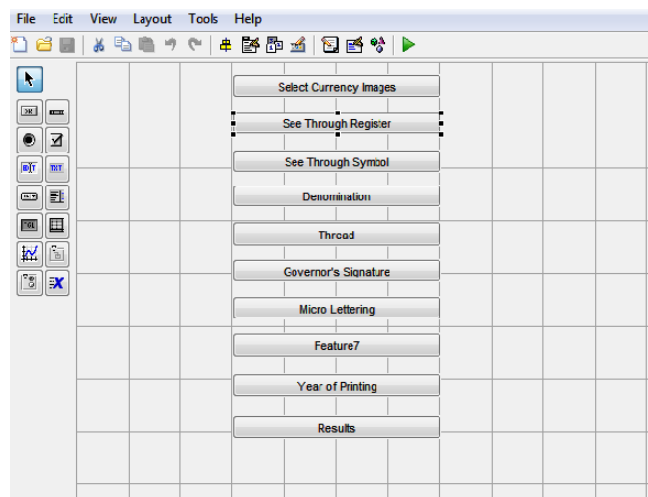 File Edit View Layout Tools Help
Select Currency Images
See Through Register
See Through Symbol
Denomination
Thread
Governor's Signature
Micro Lettering
Feature7
Year of Printing
Results